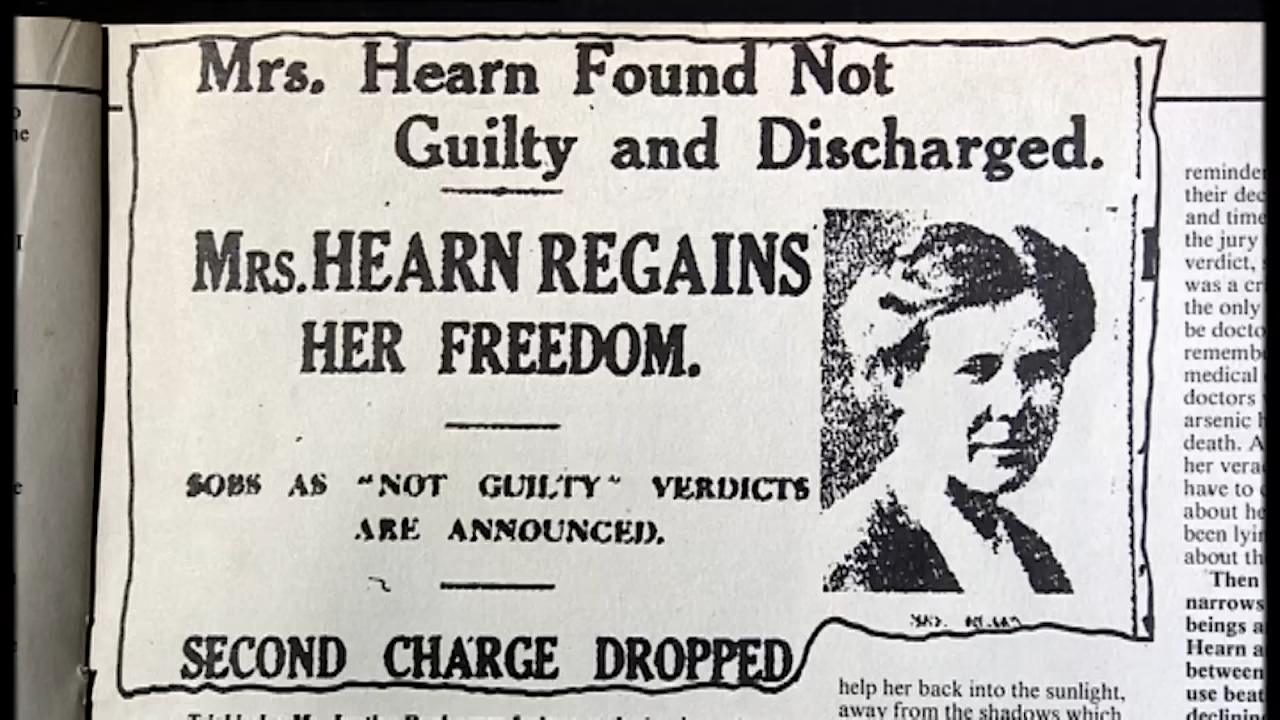 Mrs. Hearn Found Not
Guilty and Discharged.
MRS. HEARN REGAINS
HER FREEDOM.
SOBS AS "NOT GUILTY" VERDICTS
ARE ANNOUNCED.
SECOND CHARGE DROPPED
help her back into the sunlight,
away from the shadows which
reminde
their dec
and time
the jury
verdict,
was a cr
the only
be docto
rememb
medical
doctors
arsenic
death. A
her vera
have to
about he
been lyi
about th
Then
narrows
beings a
Hearn a
between
use beat
declining